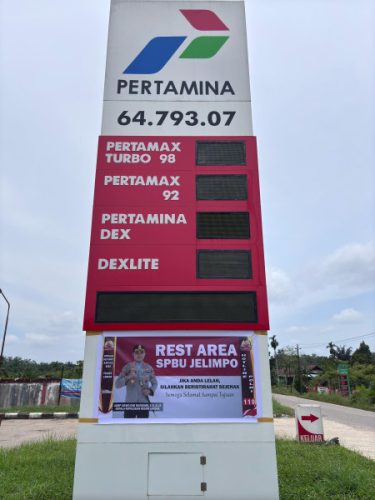 PERTAMINA
64.793.07
PERTAMAX
TURBO 98
PERTAMAX
92
PERTAMINA
DEX
DEXLITE
REST AREA
SPBU JELIMPO
JIKA ANDA LELAH,
SILAHKAN BERISTIRAHAT SEJENAK
Semoga Selamat Sampai Tujuan
110
KELUAR